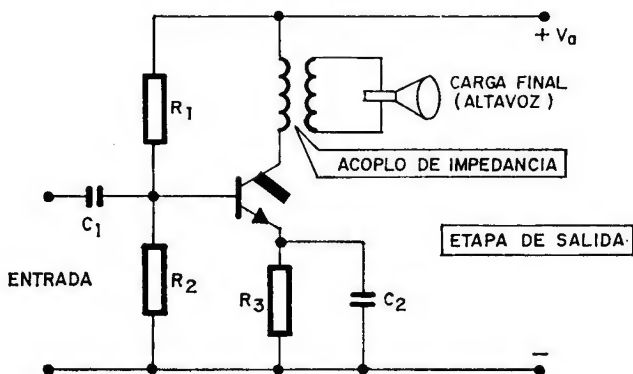 + Va
R1
CARGA FINAL
(ALTAVOZ)
ACOPLO DE IMPEDANCIA
C1
ETAPA DE SALIDA
ENTRADA
R2
R3
C2
-